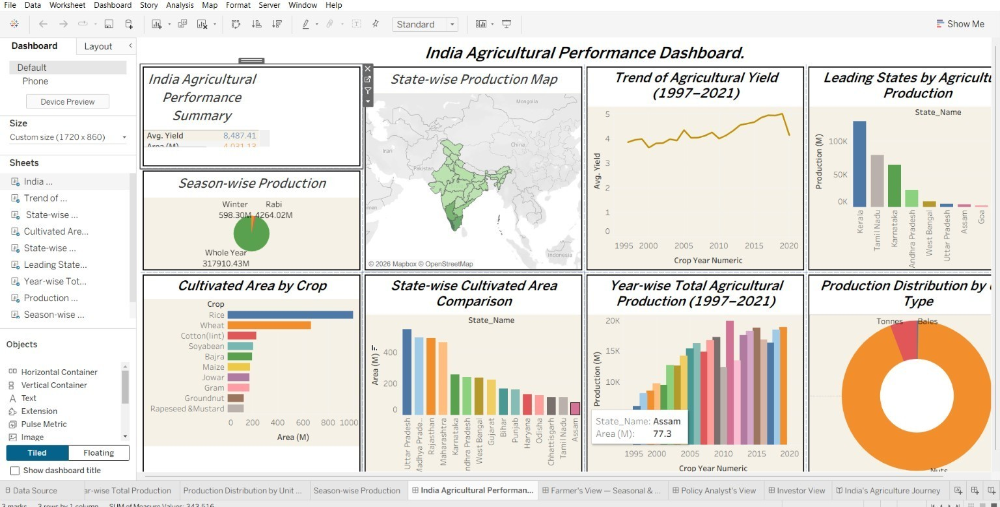 File Data Worksheet Dashboard Story Analysis Map Format Server Window Help
Standard
Show Me
Dashboard
Layout
Default
Phone
Device Preview
Size
Custom size (1720 x 860)
Sheets
India ...
Trend of ...
State-wise ...
Cultivated Are...
State-wise ...
Leading State...
Year-wise Tot...
Production ...
Season-wise ...
Objects
Horizontal Container
Vertical Container
Text
Extension
Pulse Metric
Image
Tiled
Floating
Show dashboard title
India Agricultural Performance Dashboard.
India Agricultural
Performance
Summary
Avg. Yield 8,487.41
Area (M) 4,031.13
Season-wise Production
Winter Rabi
598.30M 4264.02M
Whole Year
317910.43M
State-wise Production Map
Mongolia
China
Iran
Pakistan
Indonesia
© 2026 Mapbox © OpenStreetMap
Trend of Agricultural Yield
(1997–2021)
Avg. Yield
5
4
3
2
1
0
1995 2000 2005 2010 2015 2020
Crop Year Numeric
Leading States by Agricultu
Production
State_Name
Production (M)
100K
50K
0K
Kerala
Tamil Nadu
Karnataka
Andhra Pradesh
West Bengal
Uttar Pradesh
Assam
Goa
Cultivated Area by Crop
Crop
Rice
Wheat
Cotton(lint)
Soyabean
Bajra
Maize
Jowar
Gram
Groundnut
Rapeseed &Mustard
0 200 400 600 800 1000
Area (M)
State-wise Cultivated Area
Comparison
State_Name
Area (M)
400
200
0
Uttar Pradesh
Madhya Prade..
Rajasthan
Maharashtra
Karnataka
ndhra Pradesh
West Bengal
Gujarat
Bihar
Punjab
Haryana
Odisha
Chhattisgarh
Tamil Nadu
Assam
Year-wise Total Agricultural
Production (1997–2021)
Production (M)
20K
15K
10K
State_Name: Assam
Area (M): 77.3
1995 2000 2005 2010 2015 2020
Crop Year Numeric
Production Distribution by
Type
Tonnes Bales
Nuts
Data Source
ar-wise Total Production
Production Distribution by Unit ...
Season-wise Production
India Agricultural Performan...
Farmer's View — Seasonal & ...
Policy Analyst's View
Investor View
India's Agriculture Journey
3 marks 3 rows by 1 column SUM of Measure Values: 343,516